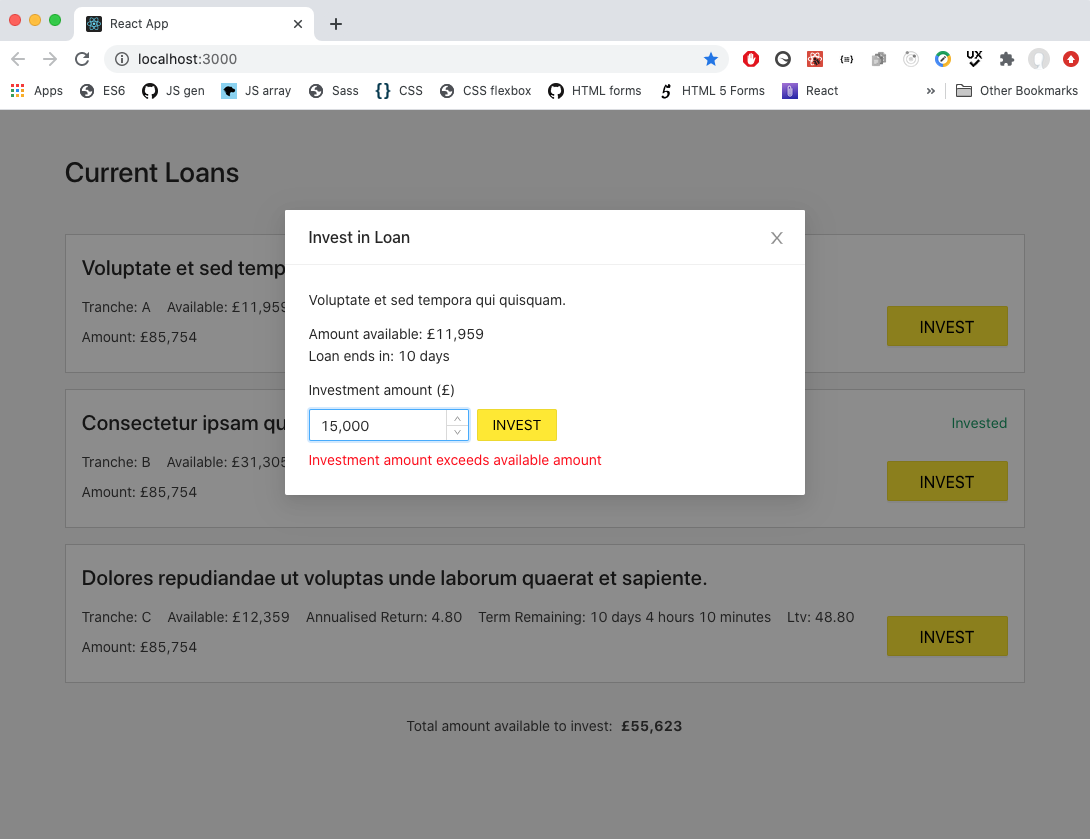 React App
localhost:3000
UX
Apps ES6 JS gen JS array Sass {} CSS CSS flexbox HTML forms 5 HTML 5 Forms React » Other Bookmarks
Current Loans
Invest in Loan
Voluptate et sed temp
Voluptate et sed tempora qui quisquam.
Tranche: A Available: £11,959
Amount: £85,754
INVEST
Amount available: £11,959
Loan ends in: 10 days
Investment amount (£)
15,000 INVEST
Investment amount exceeds available amount
Consectetur ipsam qu
Invested
Tranche: B Available: £31,305
Amount: £85,754
INVEST
Dolores repudiandae ut voluptas unde laborum quaerat et sapiente.
Tranche: C Available: £12,359 Annualised Return: 4.80 Term Remaining: 10 days 4 hours 10 minutes Ltv: 48.80
Amount: £85,754
INVEST
Total amount available to invest: £55,623